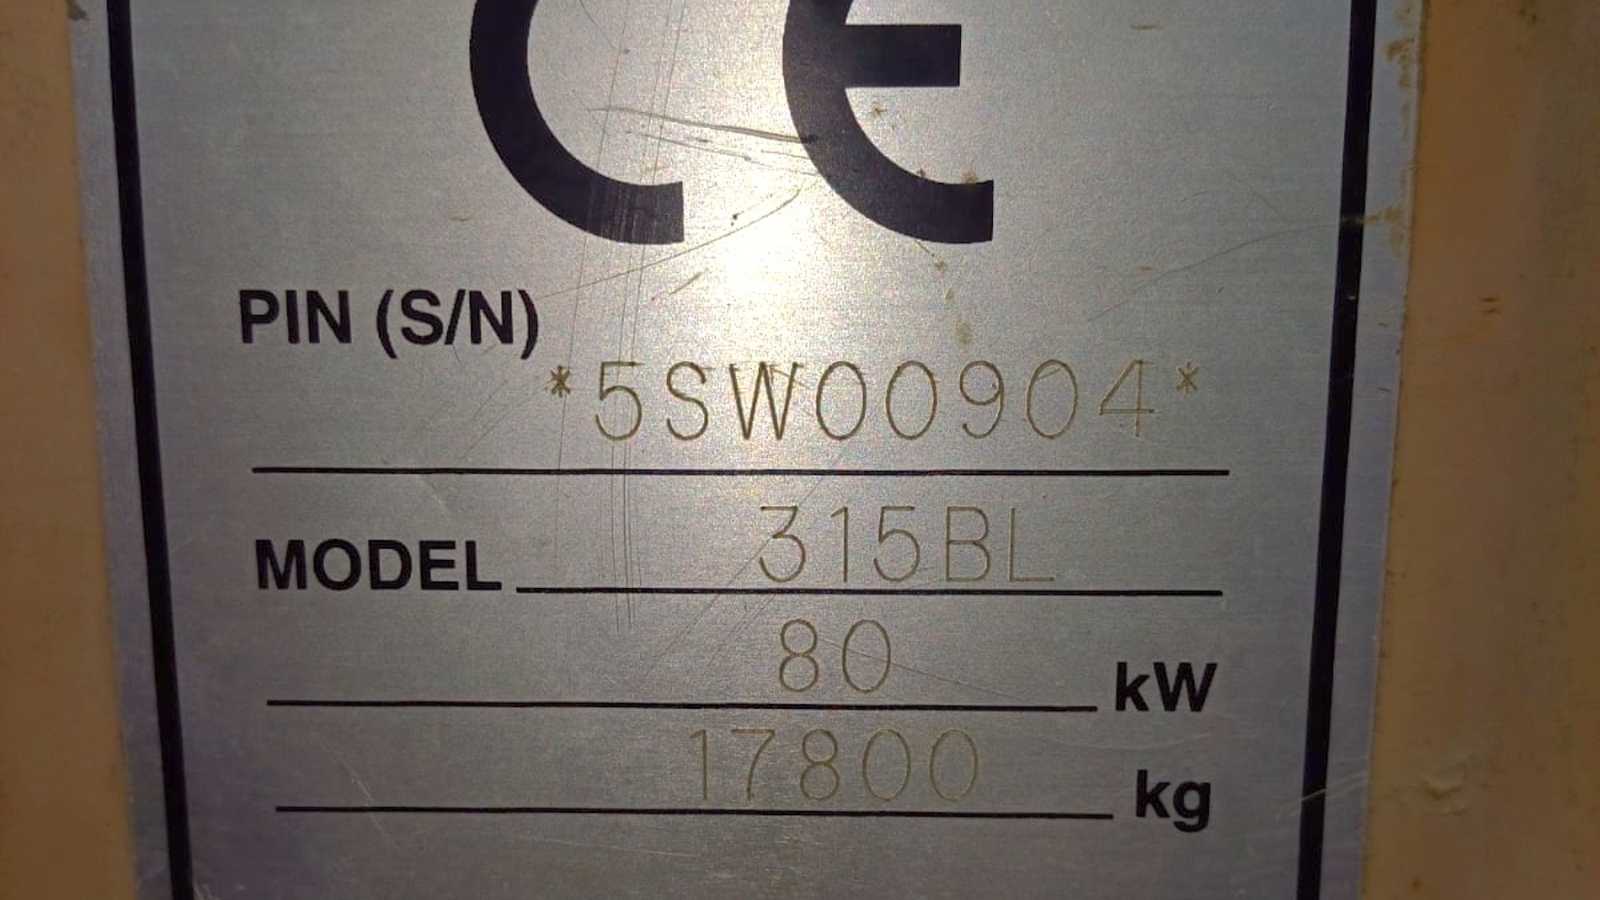 CE
PIN (S/N)
*5SW00904*
MODEL 315BL
80 kW
17800 kg